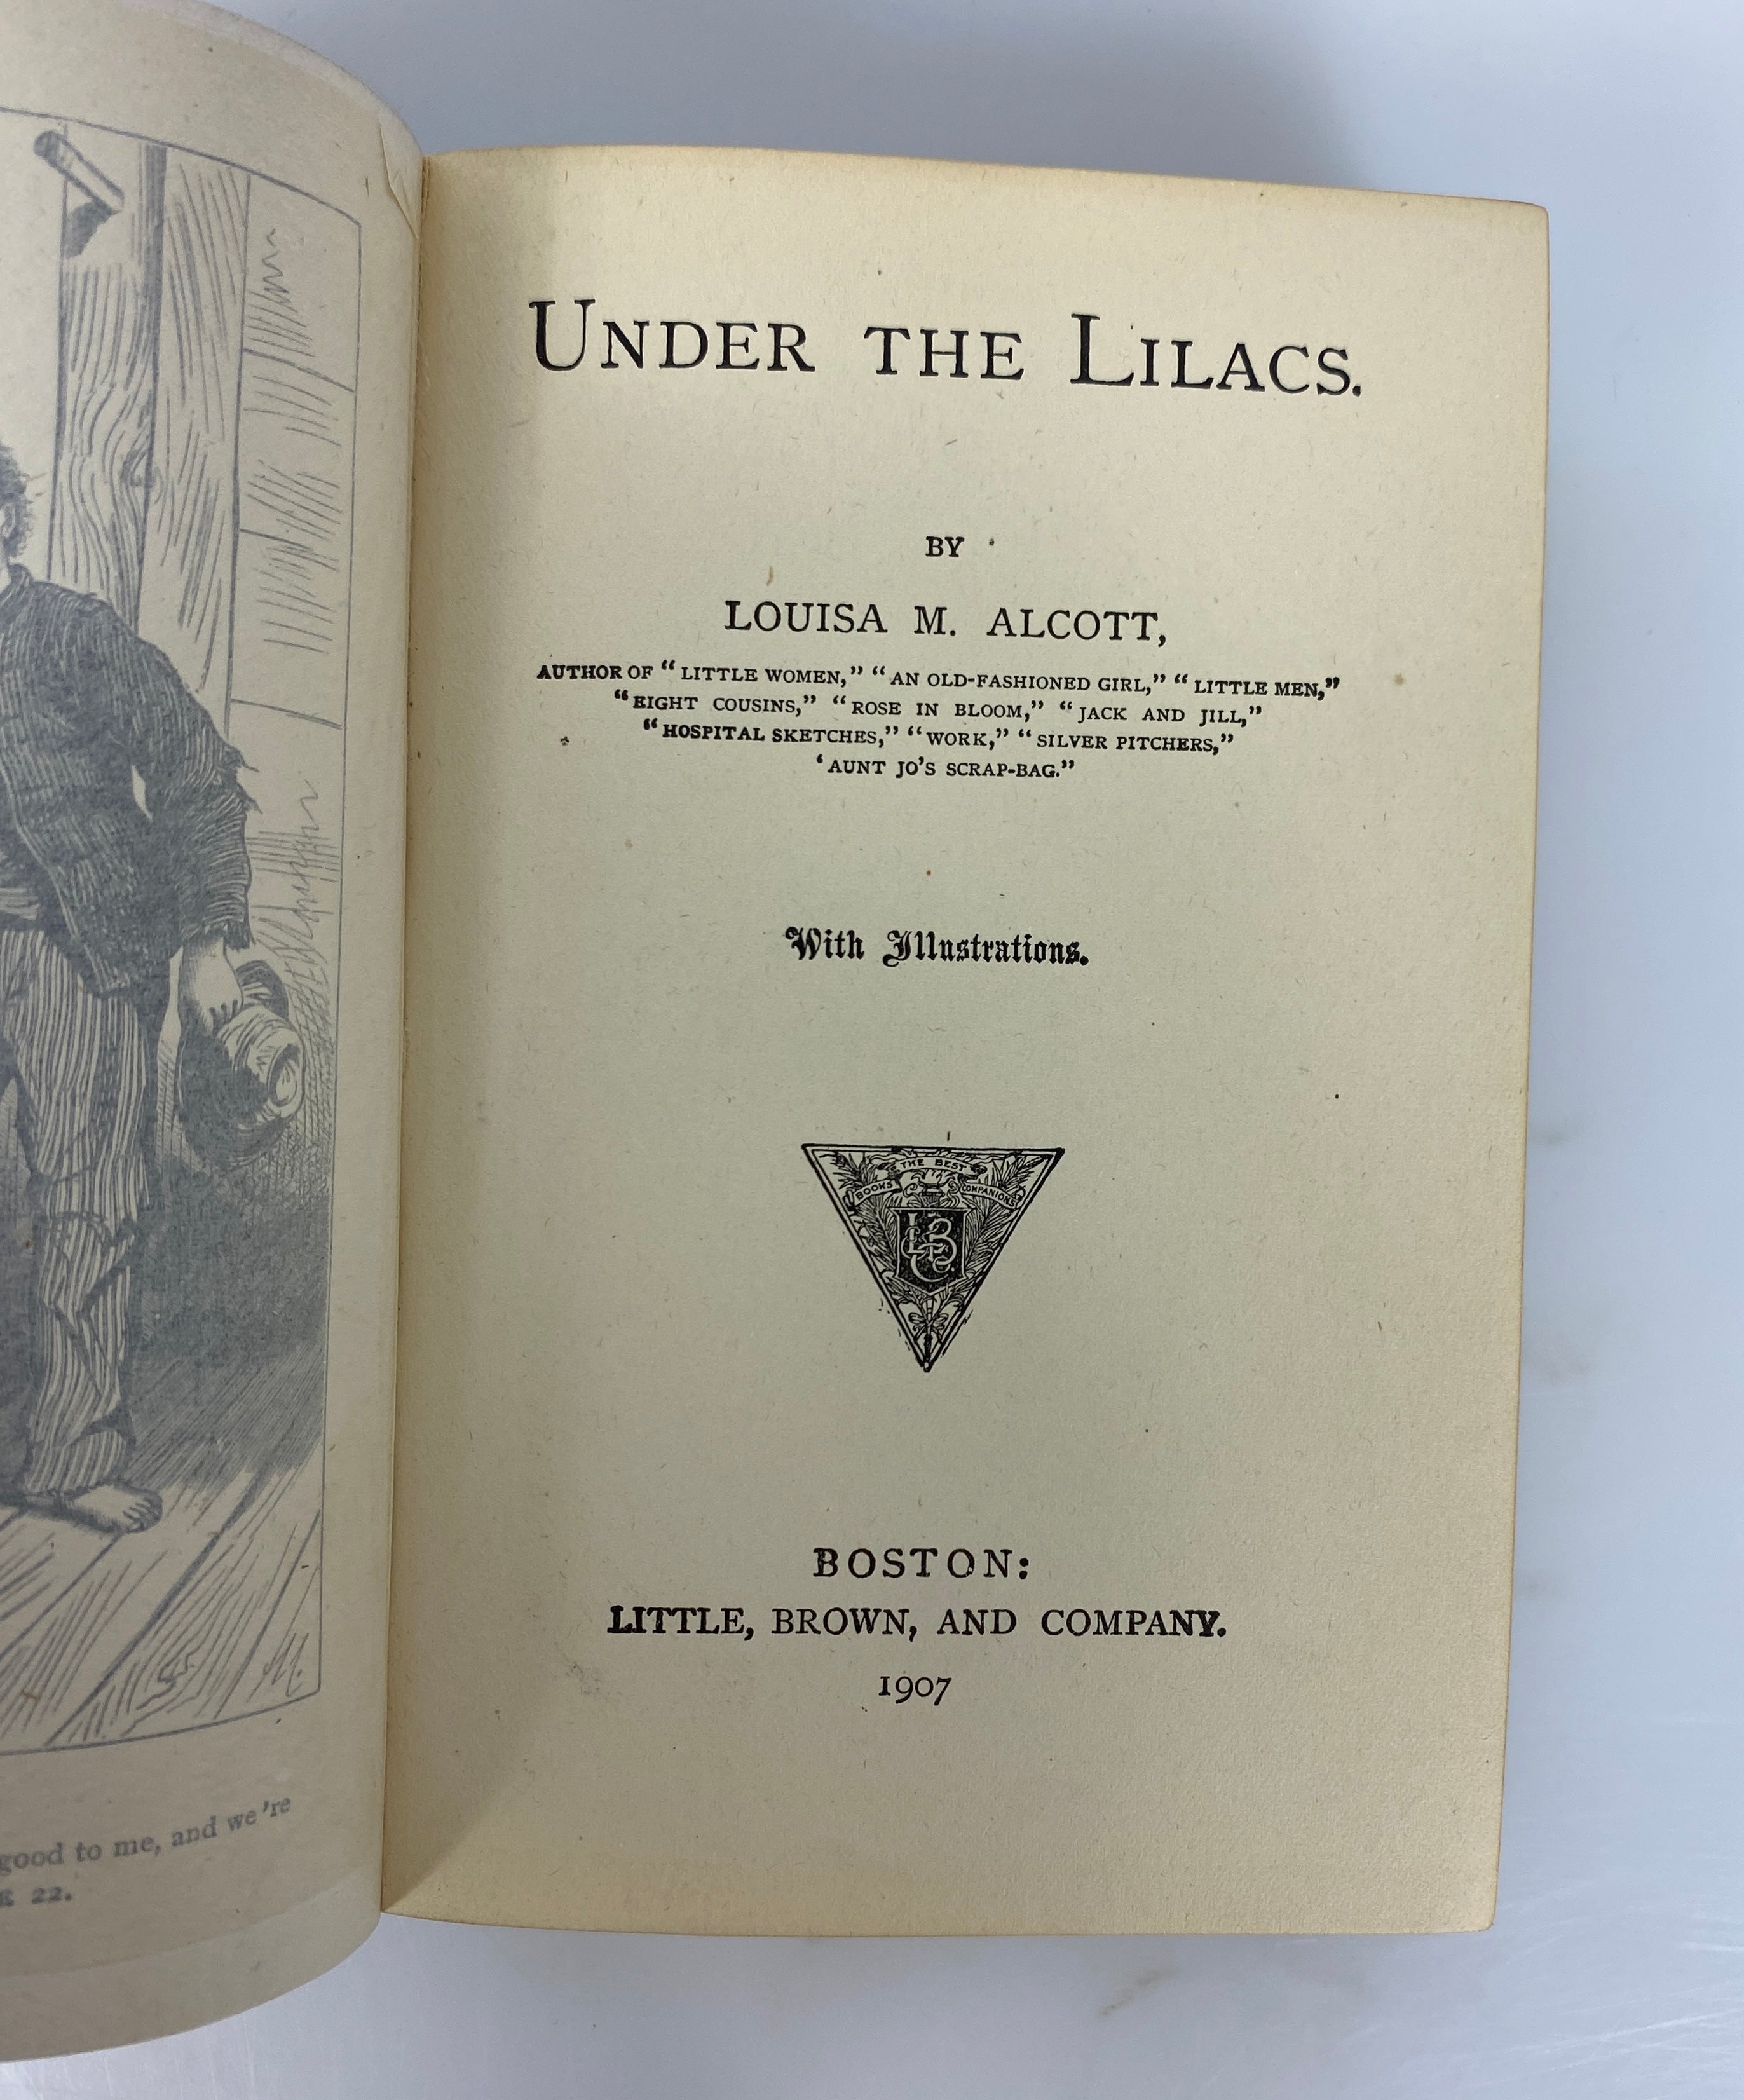 good to me, and we're
22.
UNDER THE LILACS.
BY
LOUISA M. ALCOTT,
AUTHOR OF "LITTLE WOMEN," "AN OLD-FASHIONED GIRL," "LITTLE MEN,"
"EIGHT COUSINS," "ROSE IN BLOOM," "JACK AND JILL,"
"HOSPITAL SKETCHES," "WORK," "SILVER PITCHERS,"
'AUNT JO'S SCRAP-BAG."
With Illustrations.
THE BEST
BOOKS COMPANIONS
LB&Co.
BOSTON:
LITTLE, BROWN, AND COMPANY.
1907